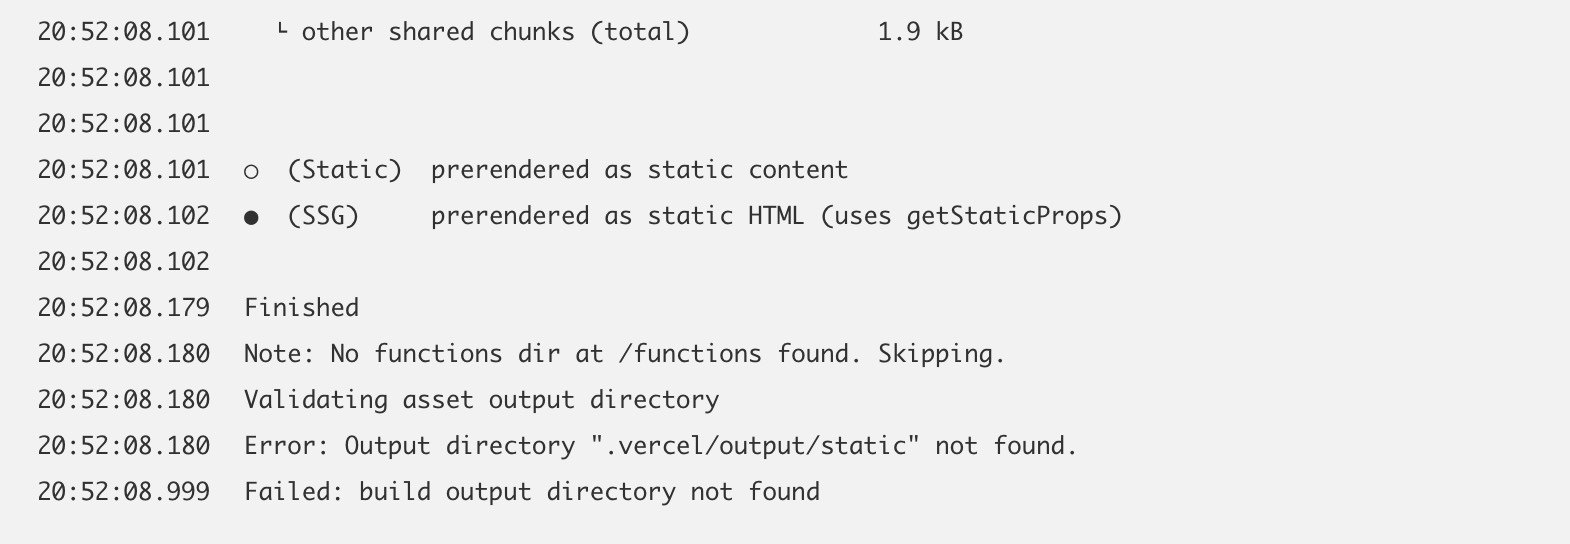 20:52:08.101 └ other shared chunks (total) 1.9 kB
20:52:08.101
20:52:08.101
20:52:08.101 ○ (Static) prerendered as static content
20:52:08.102 ● (SSG) prerendered as static HTML (uses getStaticProps)
20:52:08.102
20:52:08.179 Finished
20:52:08.180 Note: No functions dir at /functions found. Skipping.
20:52:08.180 Validating asset output directory
20:52:08.180 Error: Output directory ".vercel/output/static" not found.
20:52:08.999 Failed: build output directory not found